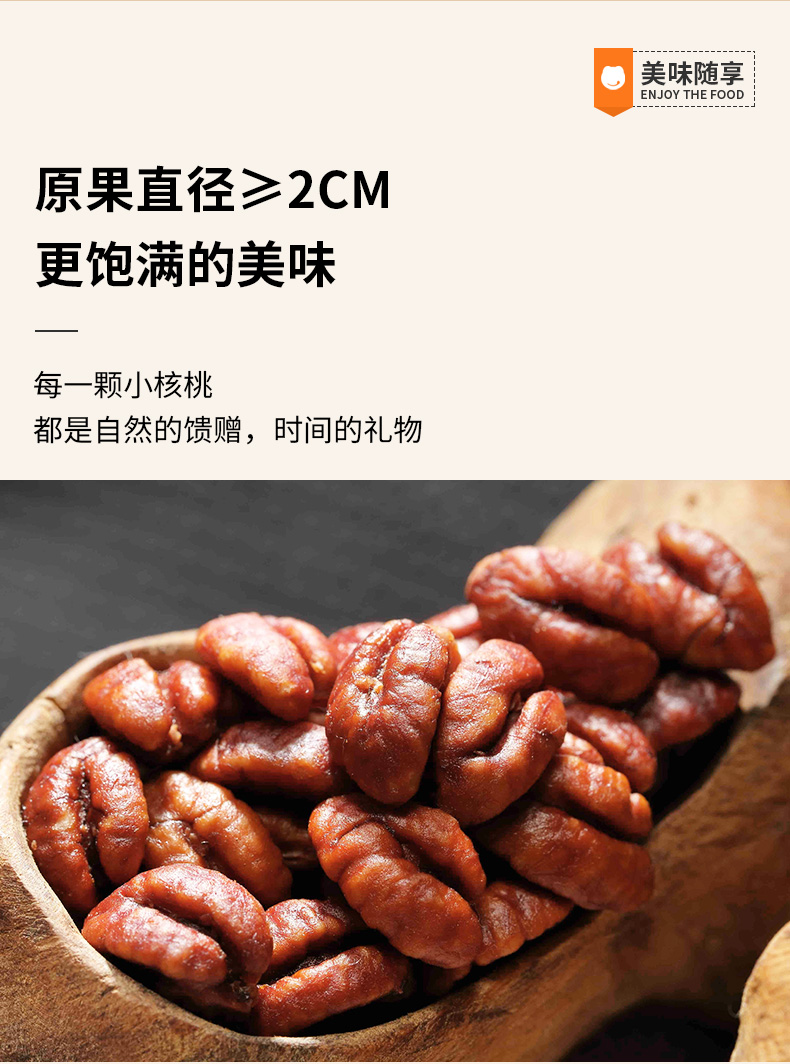 美味随享
ENJOY THE FOOD
原果直径≥2CM
更饱满的美味
每一颗小核桃
都是自然的馈赠，时间的礼物